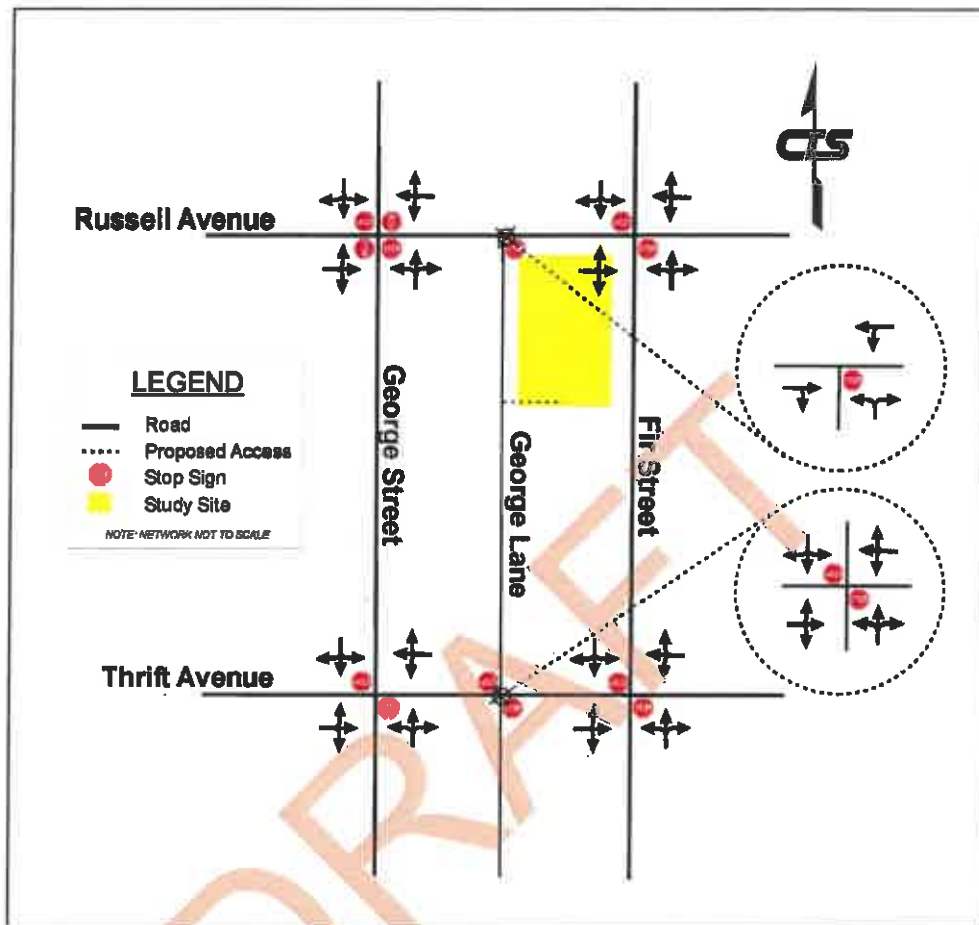 CTS
Russell Avenue
LEGEND
Road
Proposed Access
Stop Sign
Study Site
NOTE: NETWORK NOT TO SCALE
George Street
George Lane
Fir Street
Thrift Avenue
DRAFT